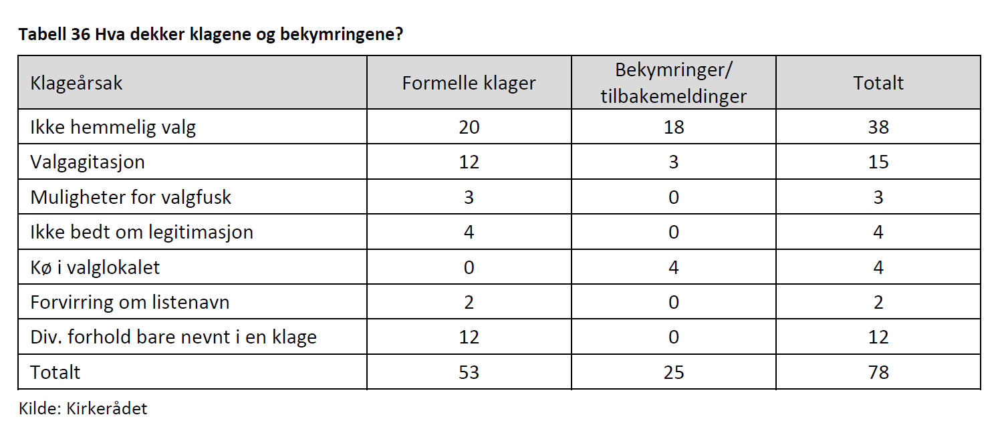 Tabell 36 Hva dekker klagene og bekymringene?
Klageårsak Formelle klager Bekymringer/ tilbakemeldinger Totalt
Ikke hemmelig valg 20 18 38
Valgagitasjon 12 3 15
Muligheter for valgfusk 3 0 3
Ikke bedt om legitimasjon 4 0 4
Kø i valglokalet 0 4 4
Forvirring om listenavn 2 0 2
Div. forhold bare nevnt i en klage 12 0 12
Totalt 53 25 78
Kilde: Kirkerådet